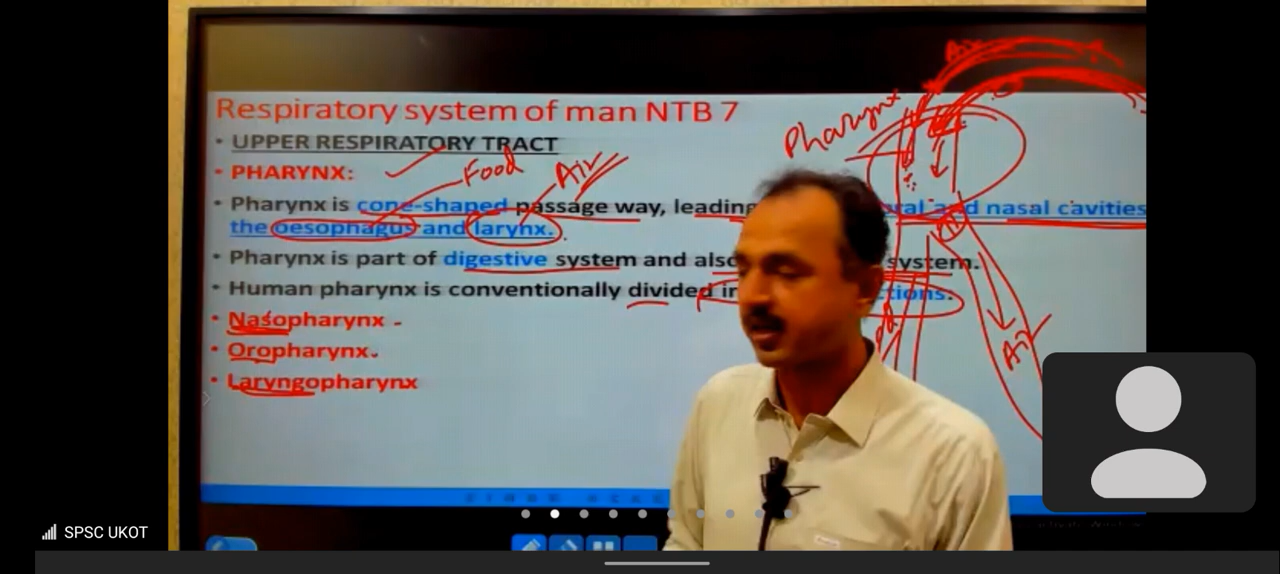 Respiratory system of man NTB 7
• UPPER RESPIRATORY TRACT
• PHARYNX:
Food
Air
Pharynx
Air
• Pharynx is cone-shaped passage way, leading oral and nasal cavities
the oesophagus and larynx.
• Pharynx is part of digestive system and also system.
• Human pharynx is conventionally divided in
• Nasopharynx -
• Oropharynx.
• Laryngopharynx
Air
SPSC UKOT